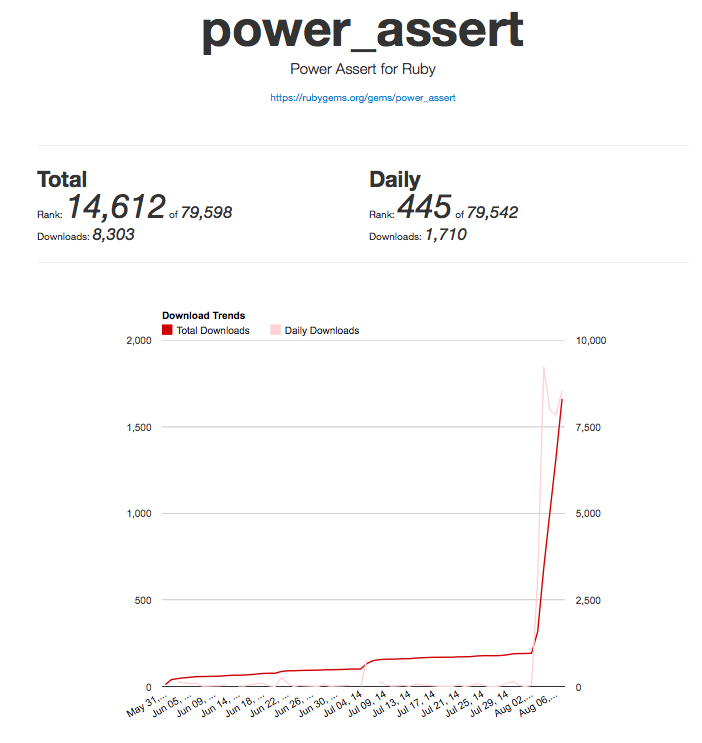 power_assert
Power Assert for Ruby
https://rubygems.org/gems/power_assert
Total
Rank: 14,612 of 79,598
Downloads: 8,303
Daily
Rank: 445 of 79,542
Downloads: 1,710
Download Trends
Total Downloads Daily Downloads
2,000 10,000
1,500 7,500
1,000 5,000
500 2,500
0 0
May 31,... Jun 05, ... Jun 09, ... Jun 14, ... Jun 18, ... Jun 22, ... Jun 26, ... Jun 30, ... Jul 04, 14 Jul 09, 14 Jul 13, 14 Jul 17, 14 Jul 21, 14 Jul 25, 14 Jul 29, 14 Aug 02,... Aug 06,...